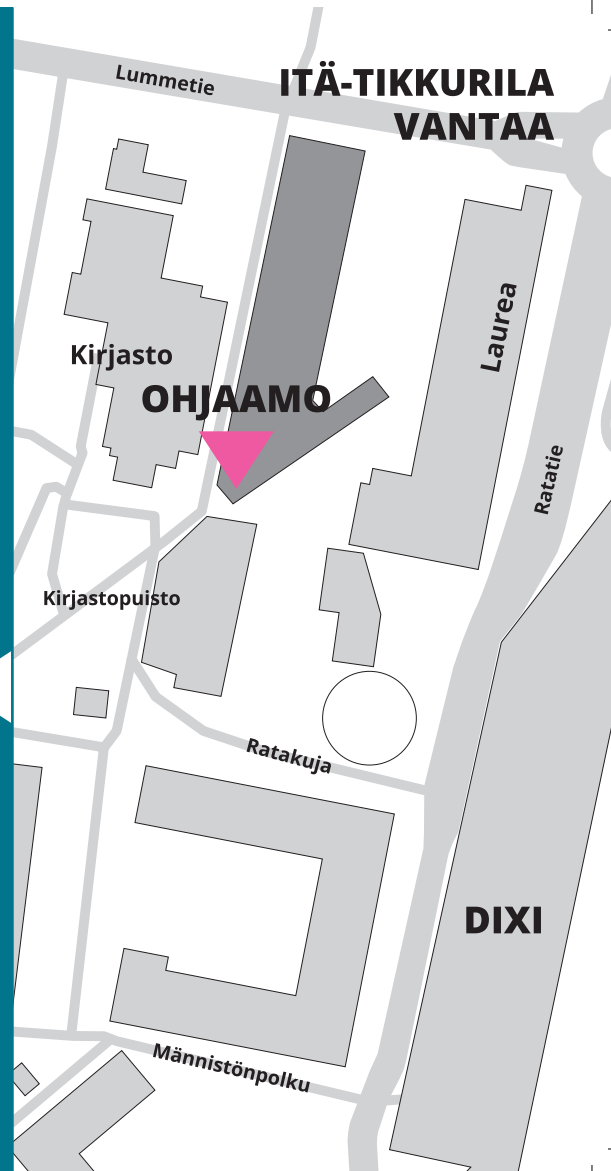 Lummetie
ITÄ-TIKKURILA
VANTAA
Laurea
Kirjasto
OHJAAMO
Ratatie
Kirjastopuisto
Ratakuja
DIXI
Männistönpolku